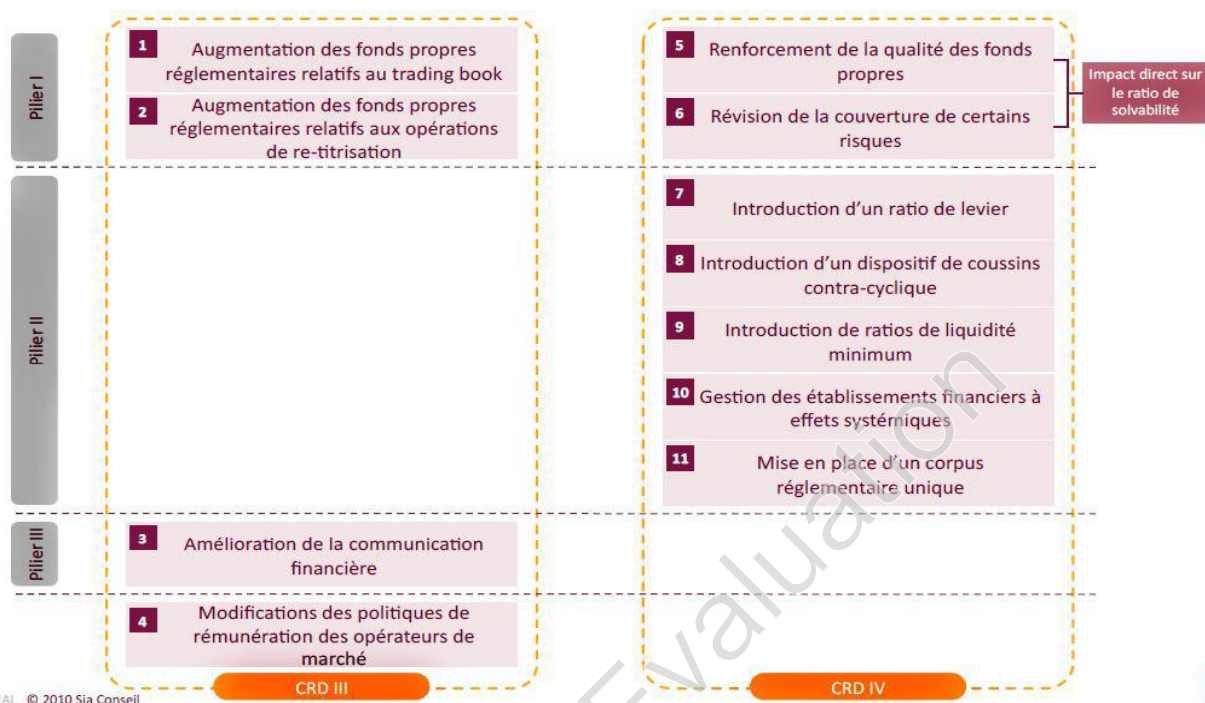 Pilier I
1
Augmentation des fonds propres
réglementaires relatifs au trading book
2
Augmentation des fonds propres
réglementaires relatifs aux opérations
de re-titrisation
5
Renforcement de la qualité des fonds
propres
6
Révision de la couverture de certains
risques
Impact direct sur
le ratio de
solvabilité
Pilier II
7
Introduction d'un ratio de levier
8
Introduction d'un dispositif de coussins
contra-cyclique
9
Introduction de ratios de liquidité
minimum
10
Gestion des établissements financiers à
effets systémiques
11
Mise en place d'un corpus
réglementaire unique
Pilier III
3
Amélioration de la communication
financière
4
Modifications des politiques de
rémunération des opérateurs de
marché
CRD III
CRD IV
© 2010 Sia Conseil
Evaluation